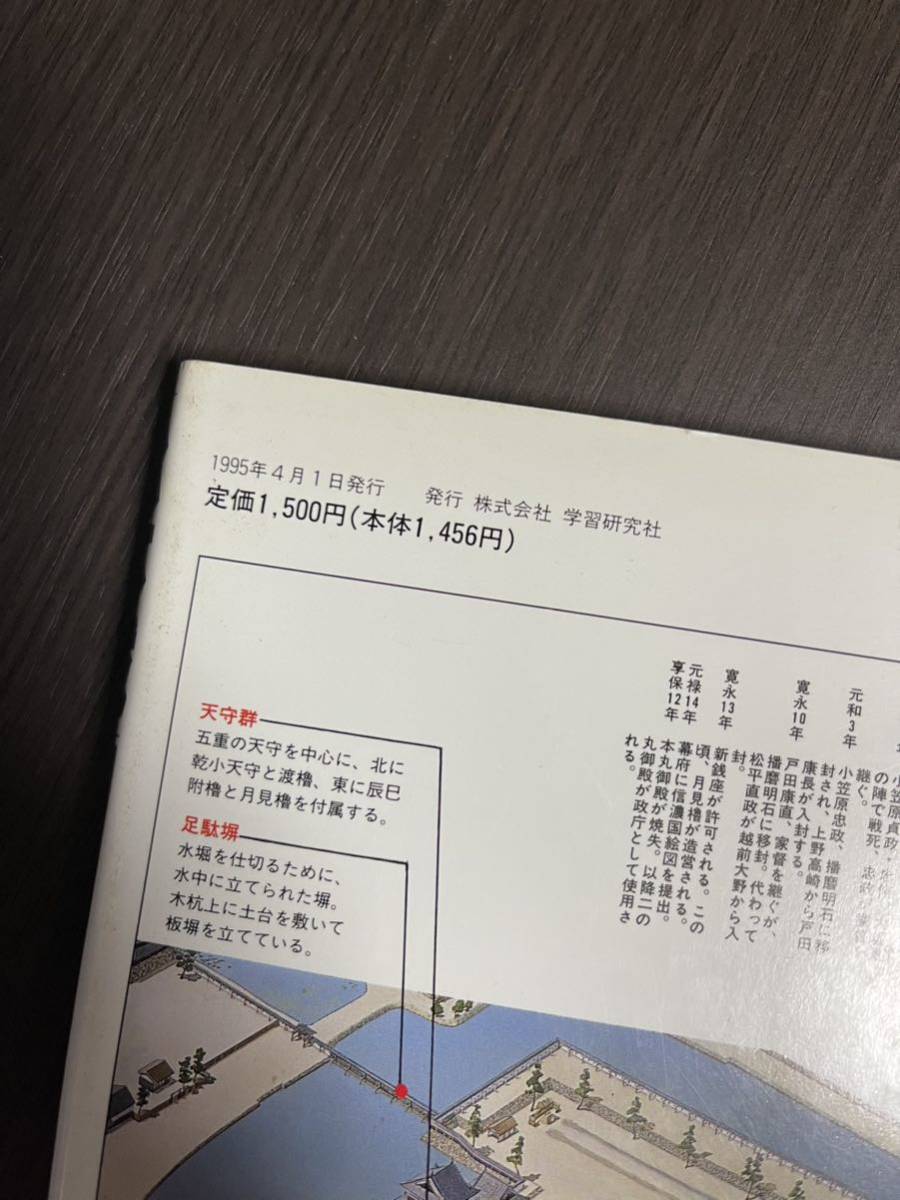 1995年4月1日発行　発行 株式会社 学習研究社
定価1,500円(本体1,456円)
元和3年
小笠原忠政、播磨明石に移
封され、上野高崎から戸田
康長が入封する。
寛永10年
戸田康直、家督を継ぐが、
播磨明石に移封。代わって
松平直政が越前大野から入
封。
寛永13年
新銭座が許可される。この
頃、月見櫓が造営される。
元禄14年
幕府に信濃国絵図を提出。
享保12年
本丸御殿が焼失。以降二の
丸御殿が政庁として使用さ
れる。
天守群
五重の天守を中心に、北に
乾小天守と渡櫓、東に辰巳
附櫓と月見櫓を付属する。
足駄塀
水堀を仕切るために、
水中に立てられた塀。
木杭上に土台を敷いて
板塀を立てている。